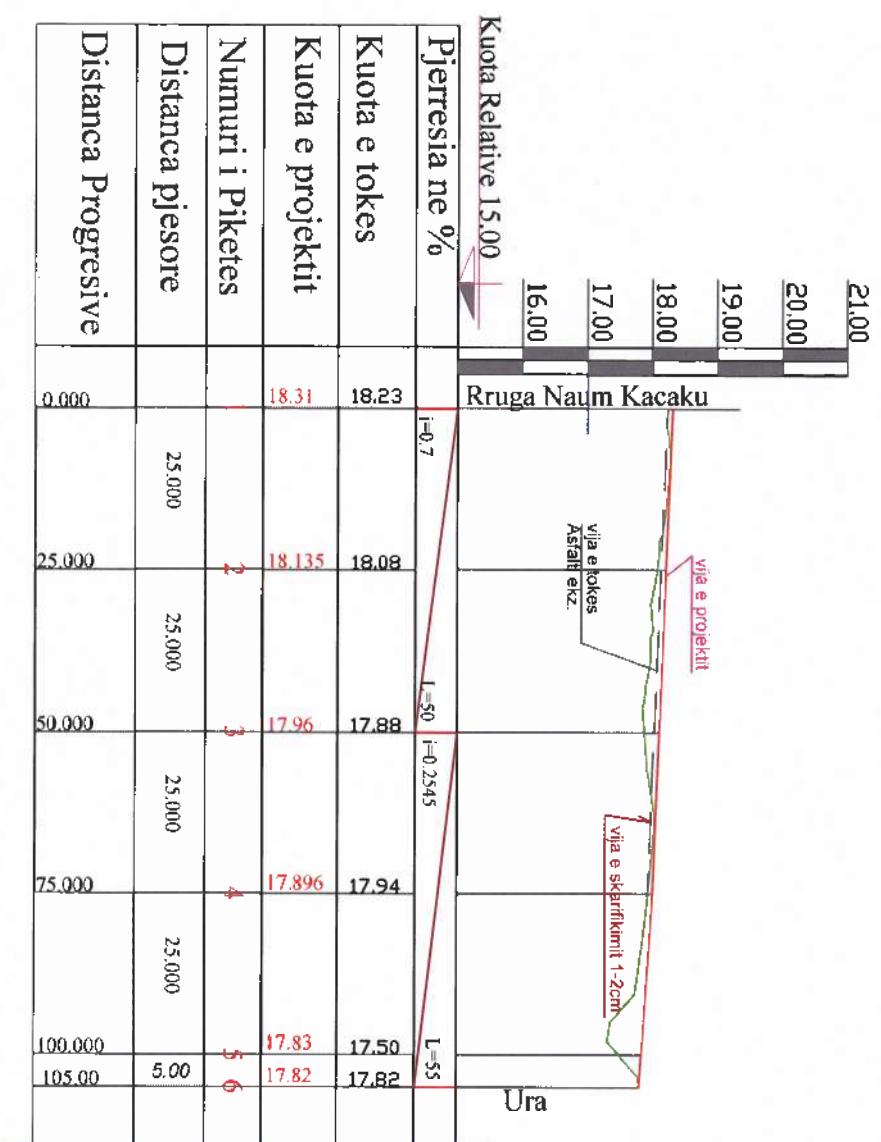 21.00
20.00
19.00
18.00
17.00
16.00
Kuota Relative 15.00
Rruga Naum Kacaku
vija e projektit
vija e tokes
Asfalti ekz.
vija e skarifikimit 1-2cm
Ura
Pjerresia ne %
i=0.7
L=50
i=0.2545
L=55
Kuota e tokes
18.23
18.08
17.88
17.94
17.50
17.82
Kuota e projektit
18.31
18.135
17.96
17.896
17.83
17.82
Numuri i Piketes
1
2
3
4
5
6
Distanca pjesore
25.000
25.000
25.000
25.000
5.00
Distanca Progresive
0.000
25.000
50.000
75.000
100.000
105.00